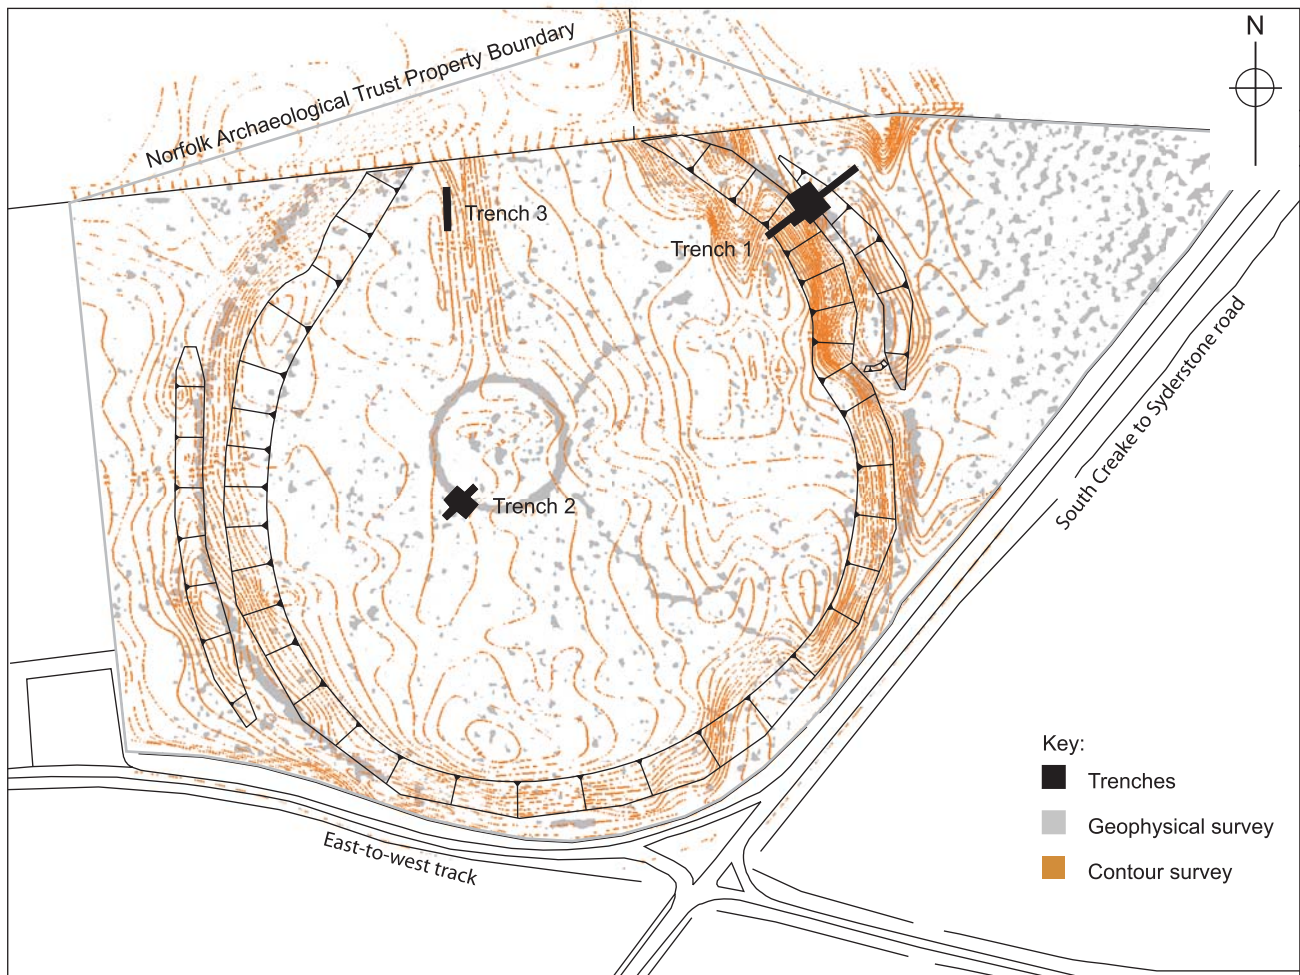 N
Norfolk Archaeological Trust Property Boundary
Trench 3
Trench 1
South Creake to Syderstone road
Trench 2
Key:
Trenches
Geophysical survey
Contour survey
East-to-west track